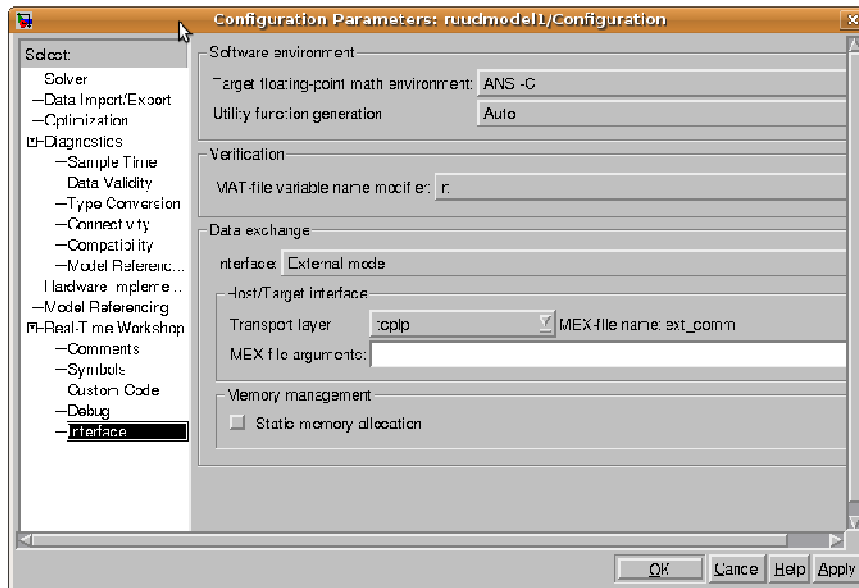 Configuration Parameters: ruudmodel1/Configuration
Select:
Solver
Data Import/Export
Optimization
Diagnostics
Sample Time
Data Validity
Type Conversion
Connectivity
Compatibility
Model Referenc...
Hardware Impleme...
Model Referencing
Real-Time Workshop
Comments
Symbols
Custom Code
Debug
Interface
Software environment
Target floating-point math environment: ANSI-C
Utility function generation Auto
Verification
MAT-file variable name modifier:
Data exchange
Interface: External mode
Host/Target interface
Transport layer tcpip MEX-file name: ext_comm
MEX-file arguments:
Memory management
Static memory allocation
OK Cancel Help Apply